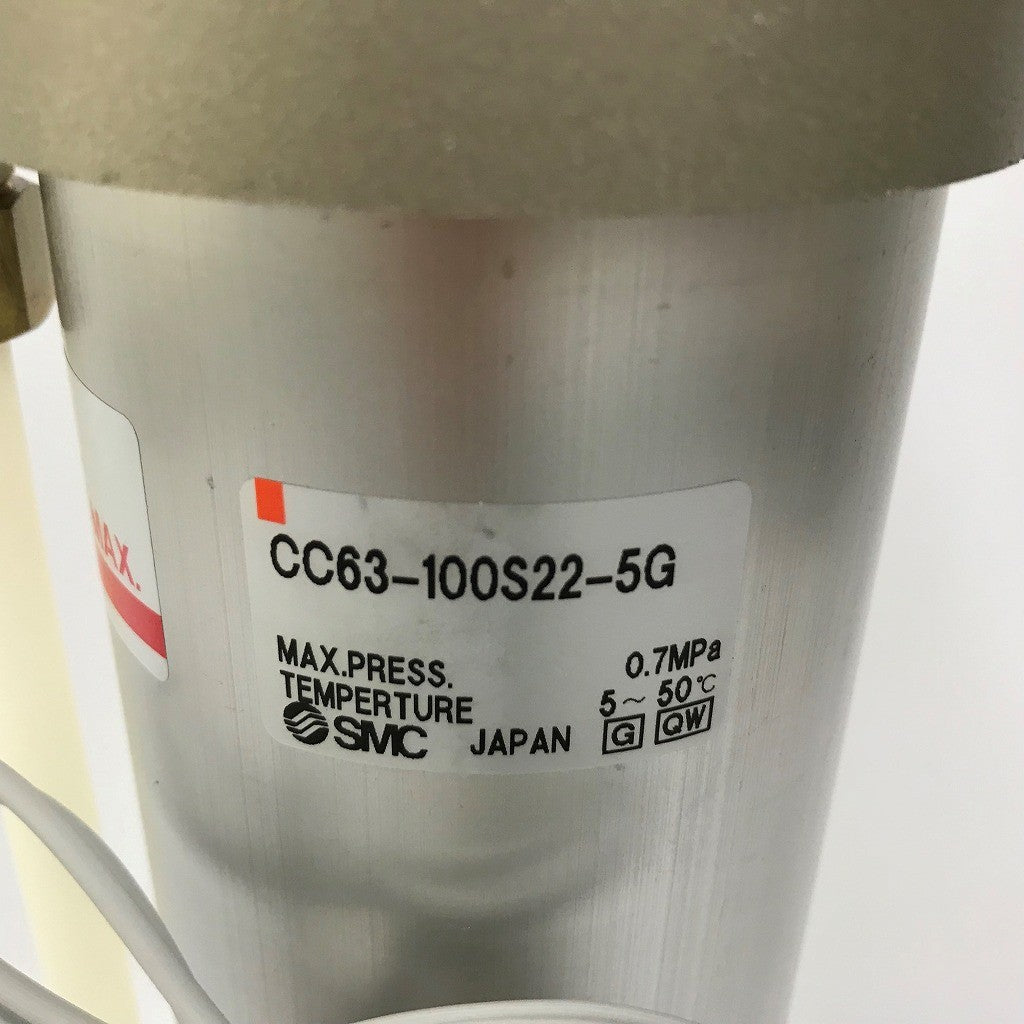 CC63-100S22-5G
MAX.PRESS. 0.7MPa
TEMPERTURE 5~50℃
SMC JAPAN G QW
MAX.